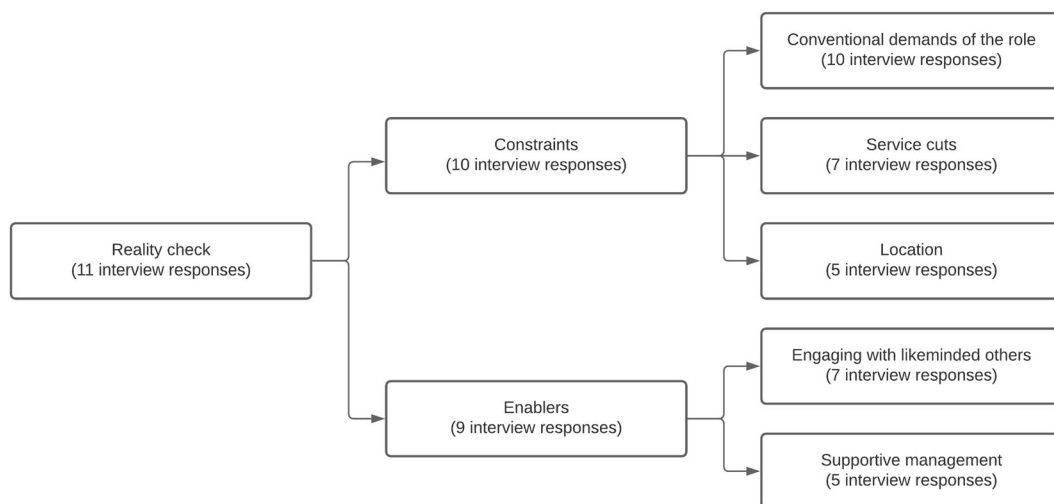 Reality check
(11 interview responses)
Constraints
(10 interview responses)
Enablers
(9 interview responses)
Conventional demands of the role
(10 interview responses)
Service cuts
(7 interview responses)
Location
(5 interview responses)
Engaging with likeminded others
(7 interview responses)
Supportive management
(5 interview responses)